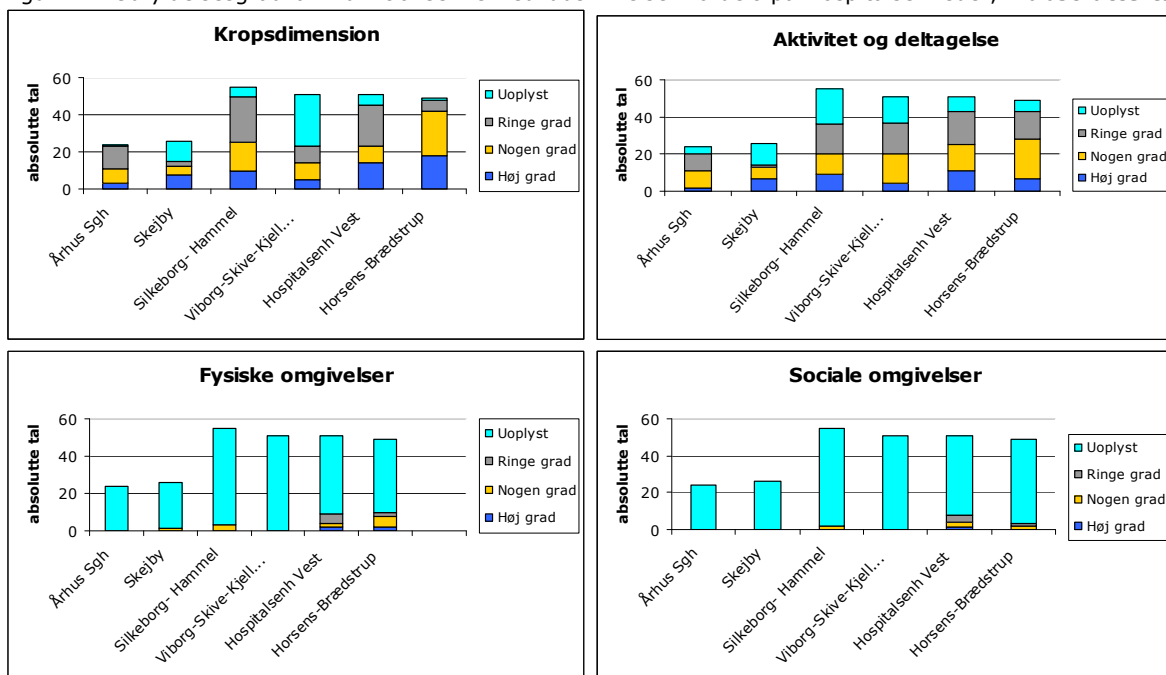 Kropsdimension
absolutte tal
60
40
20
0
Århus Sgh
Skejby
Silkeborg- Hammel
Viborg-Skive-Kjell...
Hospitalsenh Vest
Horsens-Brædstrup
Uoplyst
Ringe grad
Nogen grad
Høj grad
Aktivitet og deltagelse
absolutte tal
60
40
20
0
Århus Sgh
Skejby
Silkeborg- Hammel
Viborg-Skive-Kjell...
Hospitalsenh Vest
Horsens-Brædstrup
Uoplyst
Ringe grad
Nogen grad
Høj grad
Fysiske omgivelser
absolutte tal
60
40
20
0
Århus Sgh
Skejby
Silkeborg- Hammel
Viborg-Skive-Kjell...
Hospitalsenh Vest
Horsens-Brædstrup
Uoplyst
Ringe grad
Nogen grad
Høj grad
Sociale omgivelser
absolutte tal
60
40
20
0
Århus Sgh
Skejby
Silkeborg- Hammel
Viborg-Skive-Kjell...
Hospitalsenh Vest
Horsens-Brædstrup
Uoplyst
Ringe grad
Nogen grad
Høj grad